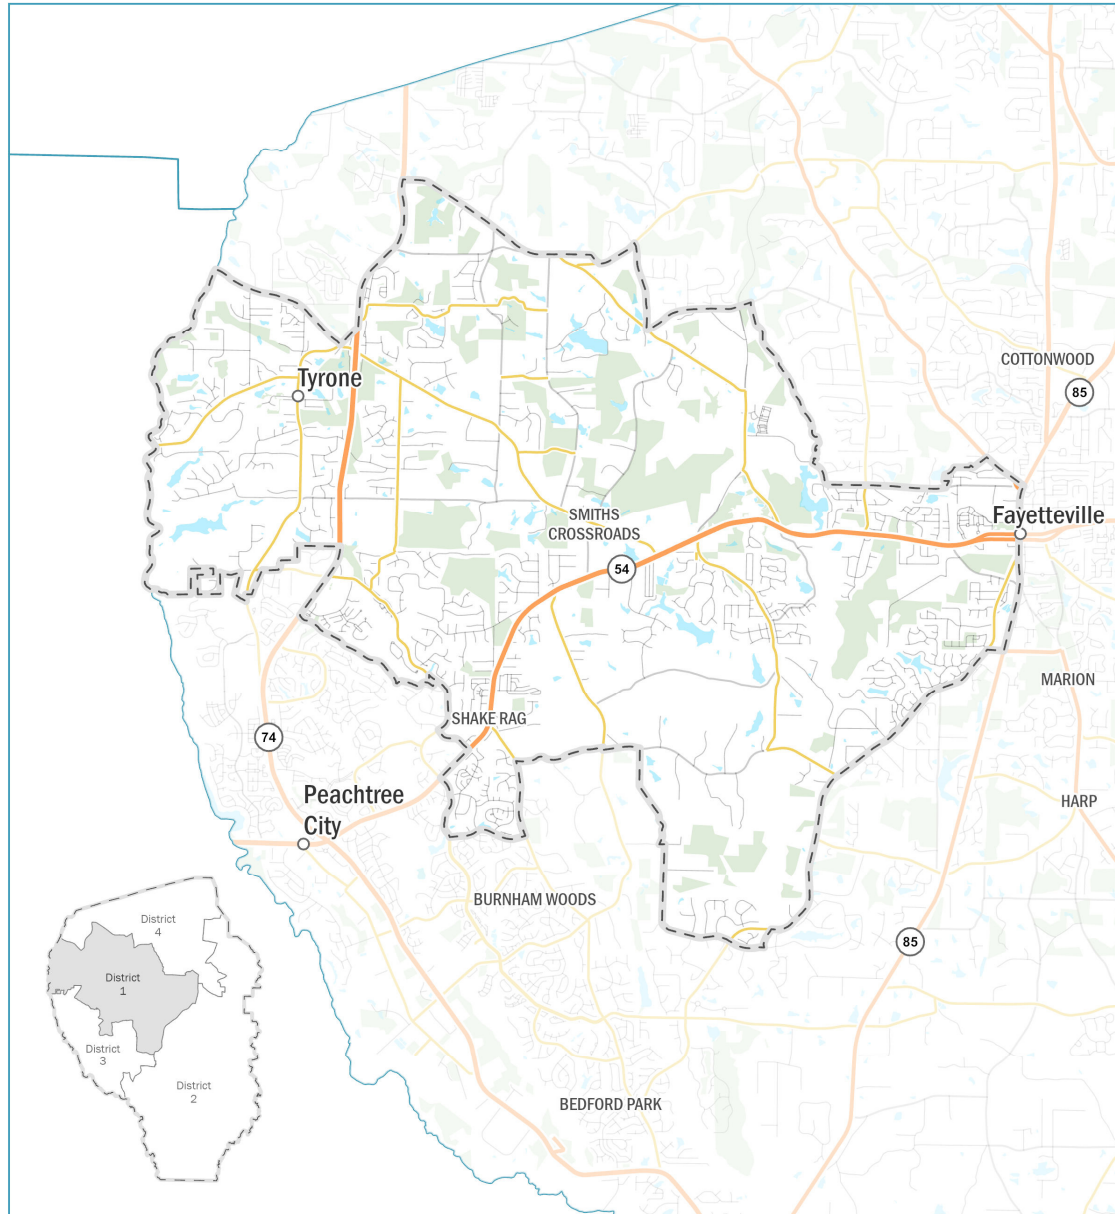 COTTONWOOD
85
Tyrone
SMITHS
CROSSROADS
Fayetteville
54
MARION
SHAKE RAG
74
Peachtree
City
HARP
BURNHAM WOODS
85
BEDFORD PARK
District
4
District
1
District
3
District
2